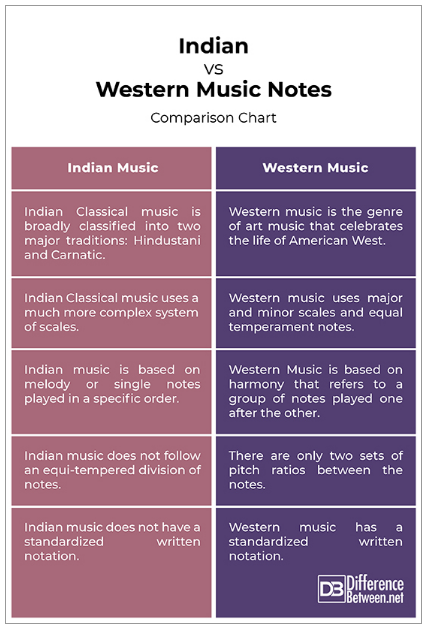 Indian
vs
Western Music Notes
Comparison Chart
Indian Music
Western Music
Indian Classical music is
broadly classified into two
major traditions: Hindustani
and Carnatic.
Western music is the genre
of art music that celebrates
the life of American West.
Indian Classical music uses a
much more complex system
of scales.
Western music uses major
and minor scales and equal
temperament notes.
Indian music is based on
melody or single notes
played in a specific order.
Western Music is based on
harmony that refers to a
group of notes played one
after the other.
Indian music does not follow
an equi-tempered division of
notes.
There are only two sets of
pitch ratios between the
notes.
Indian music does not have a
standardized written
notation.
Western music has a
standardized written
notation.
DB Difference
Between.net